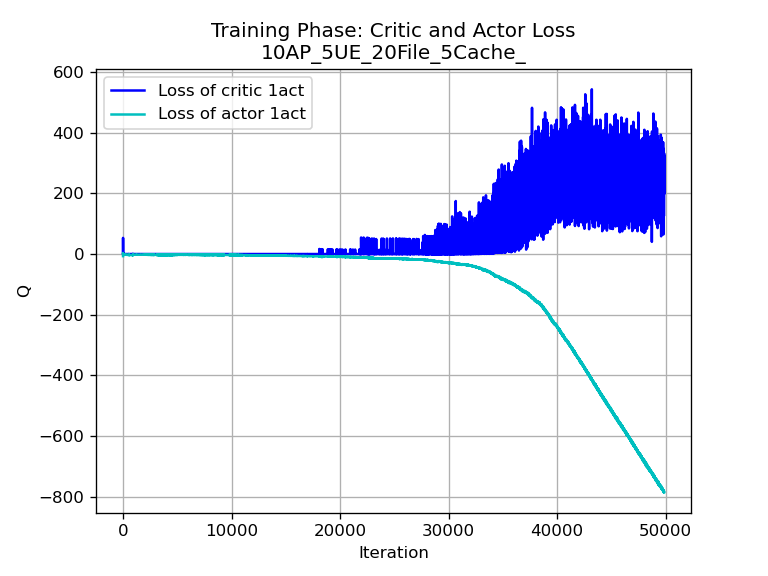 Training Phase: Critic and Actor Loss
10AP_5UE_20File_5Cache_
Loss of critic 1act
Loss of actor 1act
600
400
200
0
−200
−400
−600
−800
Q
0 10000 20000 30000 40000 50000
Iteration